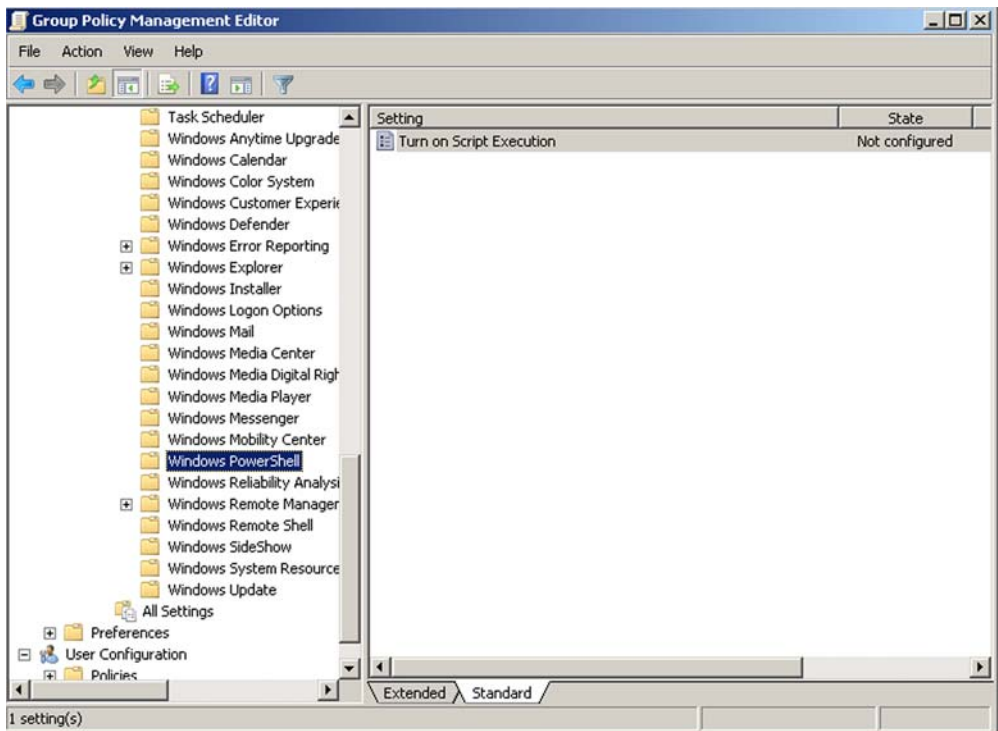 Group Policy Management Editor
File Action View Help
Setting State
Turn on Script Execution Not configured
Task Scheduler
Windows Anytime Upgrade
Windows Calendar
Windows Color System
Windows Customer Experie
Windows Defender
Windows Error Reporting
Windows Explorer
Windows Installer
Windows Logon Options
Windows Mail
Windows Media Center
Windows Media Digital Righ
Windows Media Player
Windows Messenger
Windows Mobility Center
Windows PowerShell
Windows Reliability Analysi
Windows Remote Manager
Windows Remote Shell
Windows SideShow
Windows System Resource
Windows Update
All Settings
Preferences
User Configuration
Policies
Extended Standard
1 setting(s)